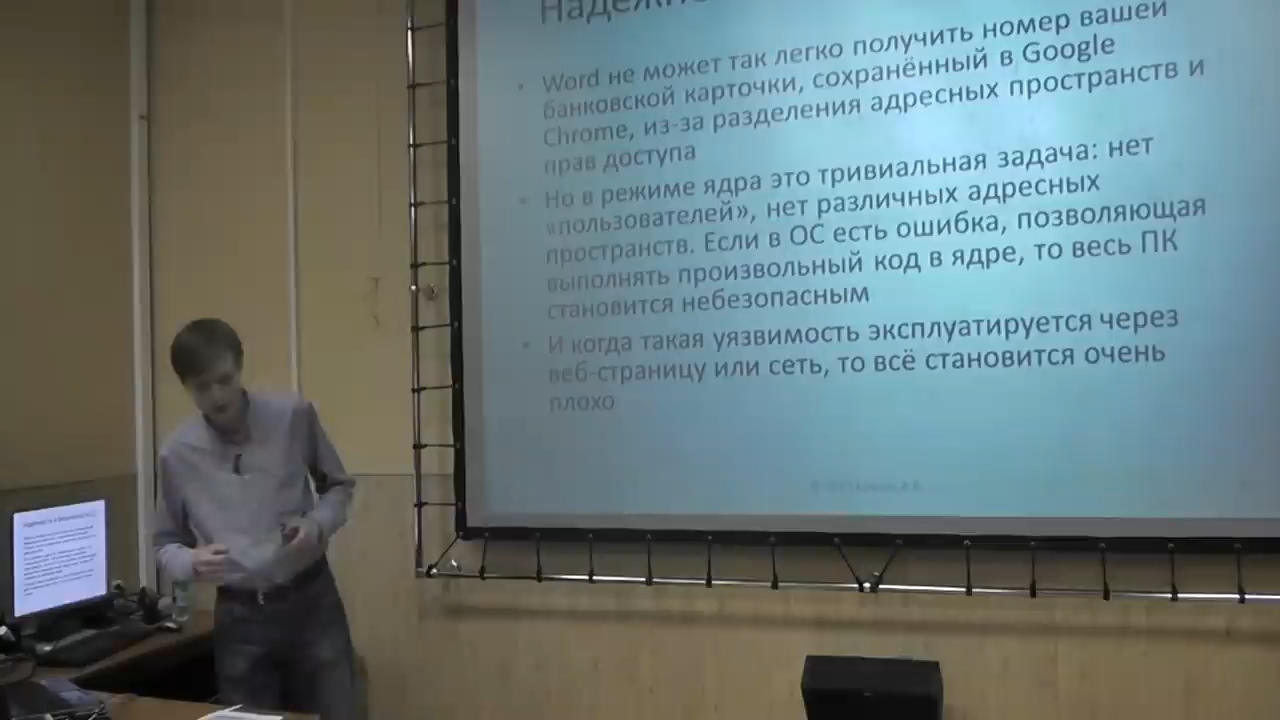 Word не может так легко получить номер вашей
банковской карточки, сохранённый в Google
Chrome, из-за разделения адресных пространств и
прав доступа
Но в режиме ядра это тривиальная задача: нет
«пользователей», нет различных адресных
пространств. Если в ОС есть ошибка, позволяющая
выполнять произвольный код в ядре, то весь ПК
становится небезопасным
И когда такая уязвимость эксплуатируется через
веб-страницу или сеть, то всё становится очень
плохо